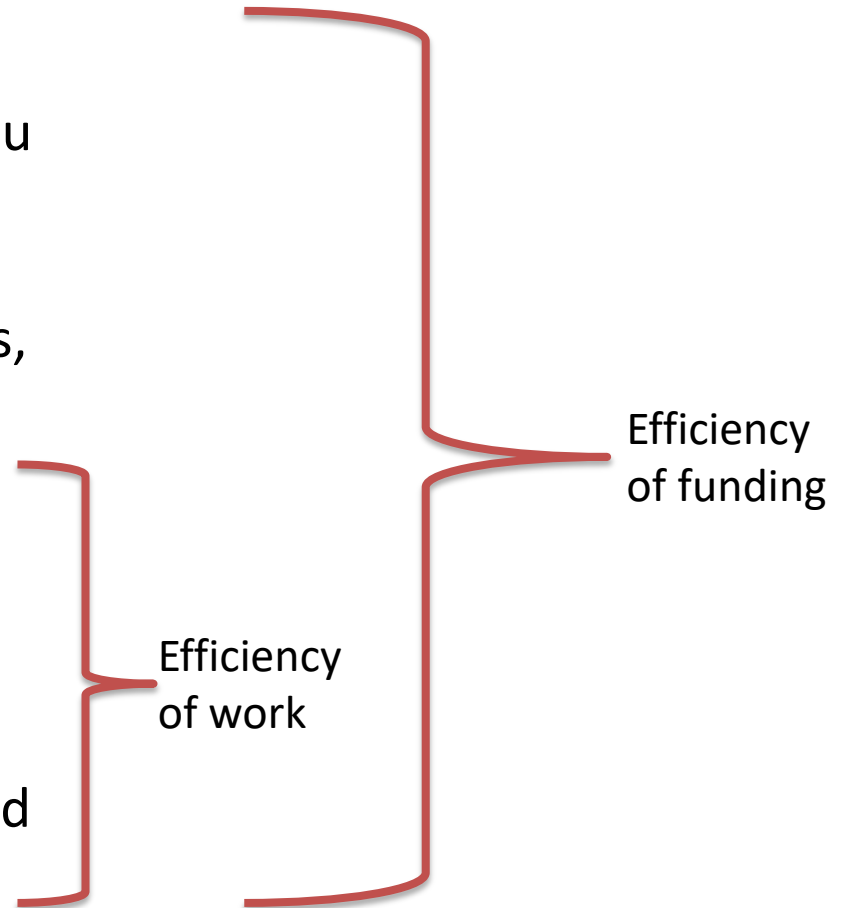 u
s,
Efficiency
of funding
Efficiency
of work
d